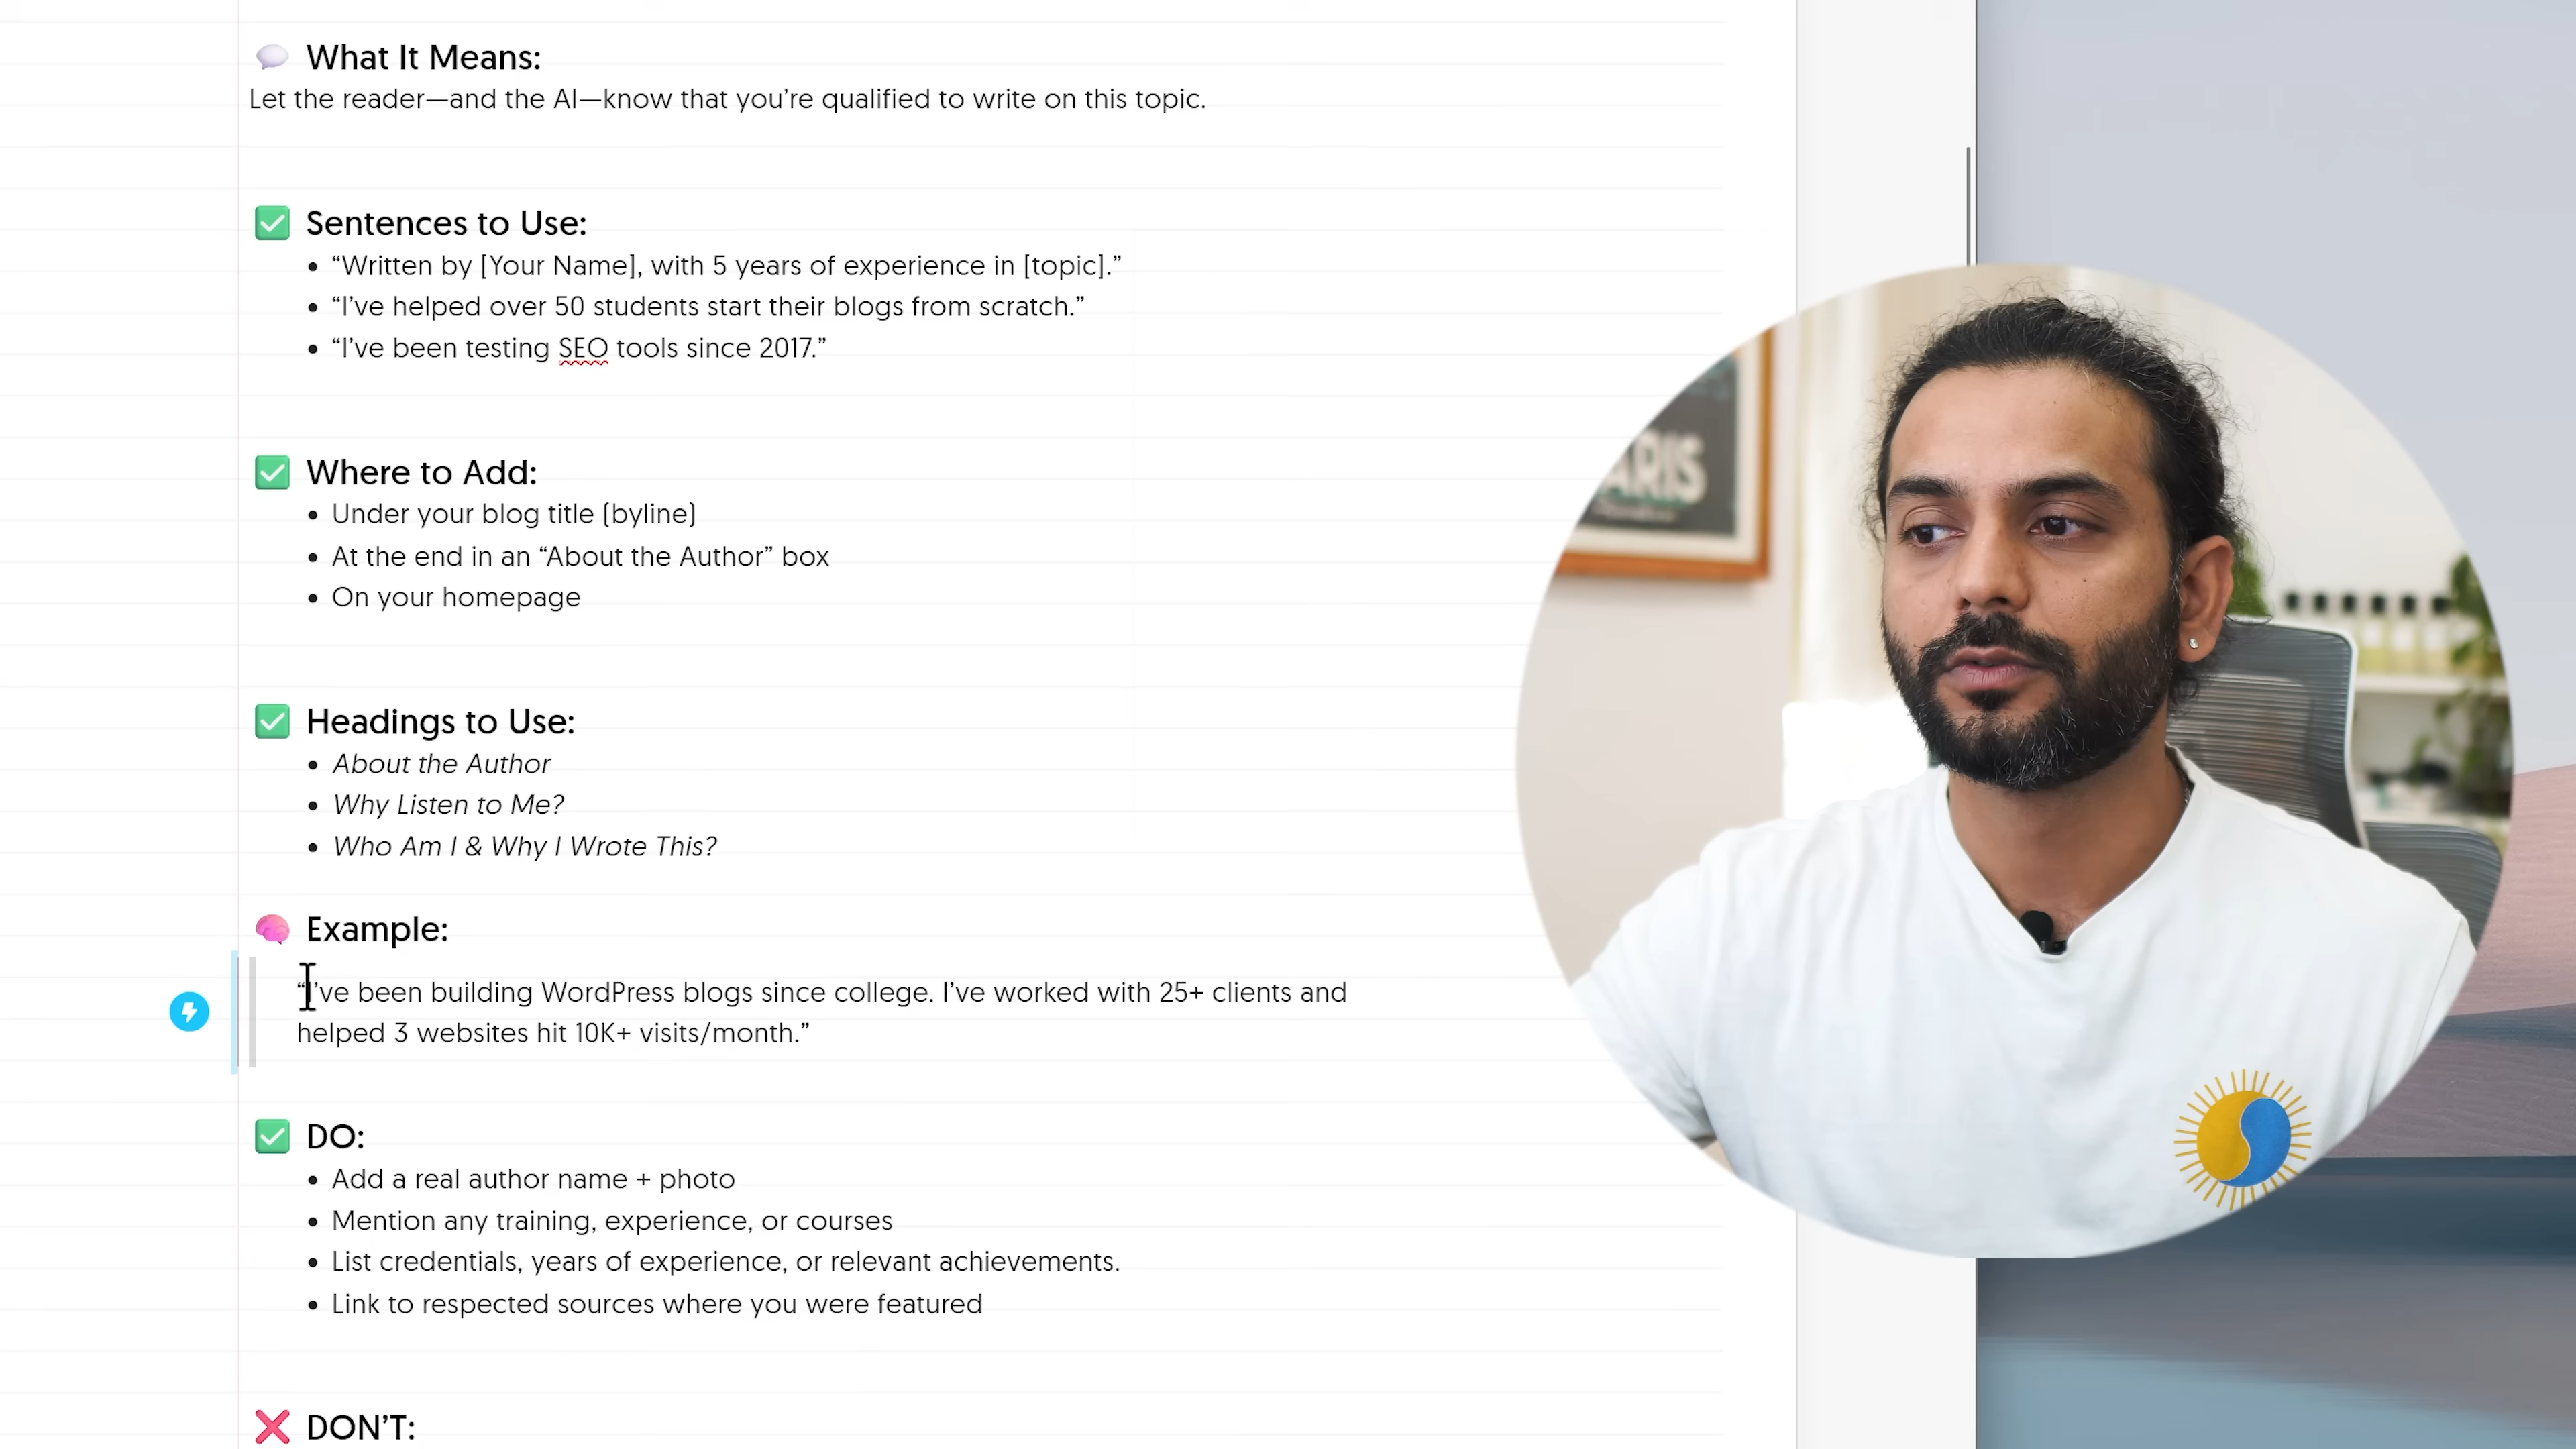 What It Means:
Let the reader—and the AI—know that you’re qualified to write on this topic.
Sentences to Use:
“Written by [Your Name], with 5 years of experience in [topic].”
“I’ve helped over 50 students start their blogs from scratch.”
“I’ve been testing SEO tools since 2017.”
Where to Add:
Under your blog title (byline)
At the end in an “About the Author” box
On your homepage
Headings to Use:
About the Author
Why Listen to Me?
Who Am I & Why I Wrote This?
Example:
“I’ve been building WordPress blogs since college. I’ve worked with 25+ clients and
helped 3 websites hit 10K+ visits/month.”
DO:
Add a real author name + photo
Mention any training, experience, or courses
List credentials, years of experience, or relevant achievements.
Link to respected sources where you were featured
DON’T:
ARIS